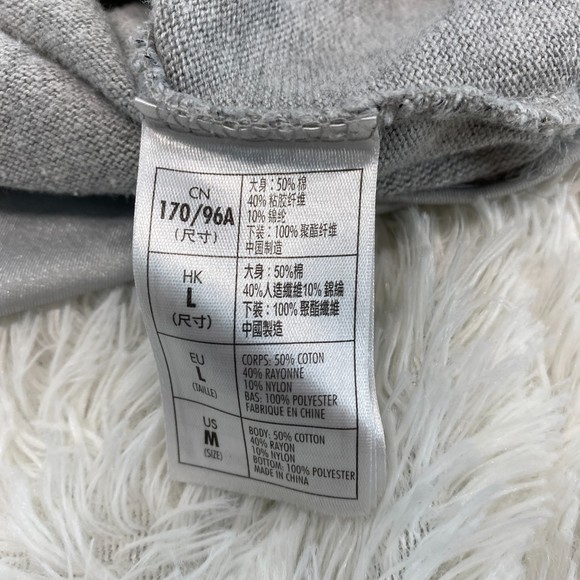 CN
170/96A
(尺寸)
大身：50% 棉
40% 粘胶纤维
10% 锦纶
下装：100% 聚酯纤维
中国制造
HK
L
(尺寸)
大身：50%棉
40%人造纖維10% 錦綸
下裝：100% 聚酯纖維
中國製造
EU
L
(TAILLE)
CORPS: 50% COTON
40% RAYONNE
10% NYLON
BAS: 100% POLYESTER
FABRIQUE EN CHINE
US
M
(SIZE)
BODY: 50% COTTON
40% RAYON
10% NYLON
BOTTOM: 100% POLYESTER
MADE IN CHINA